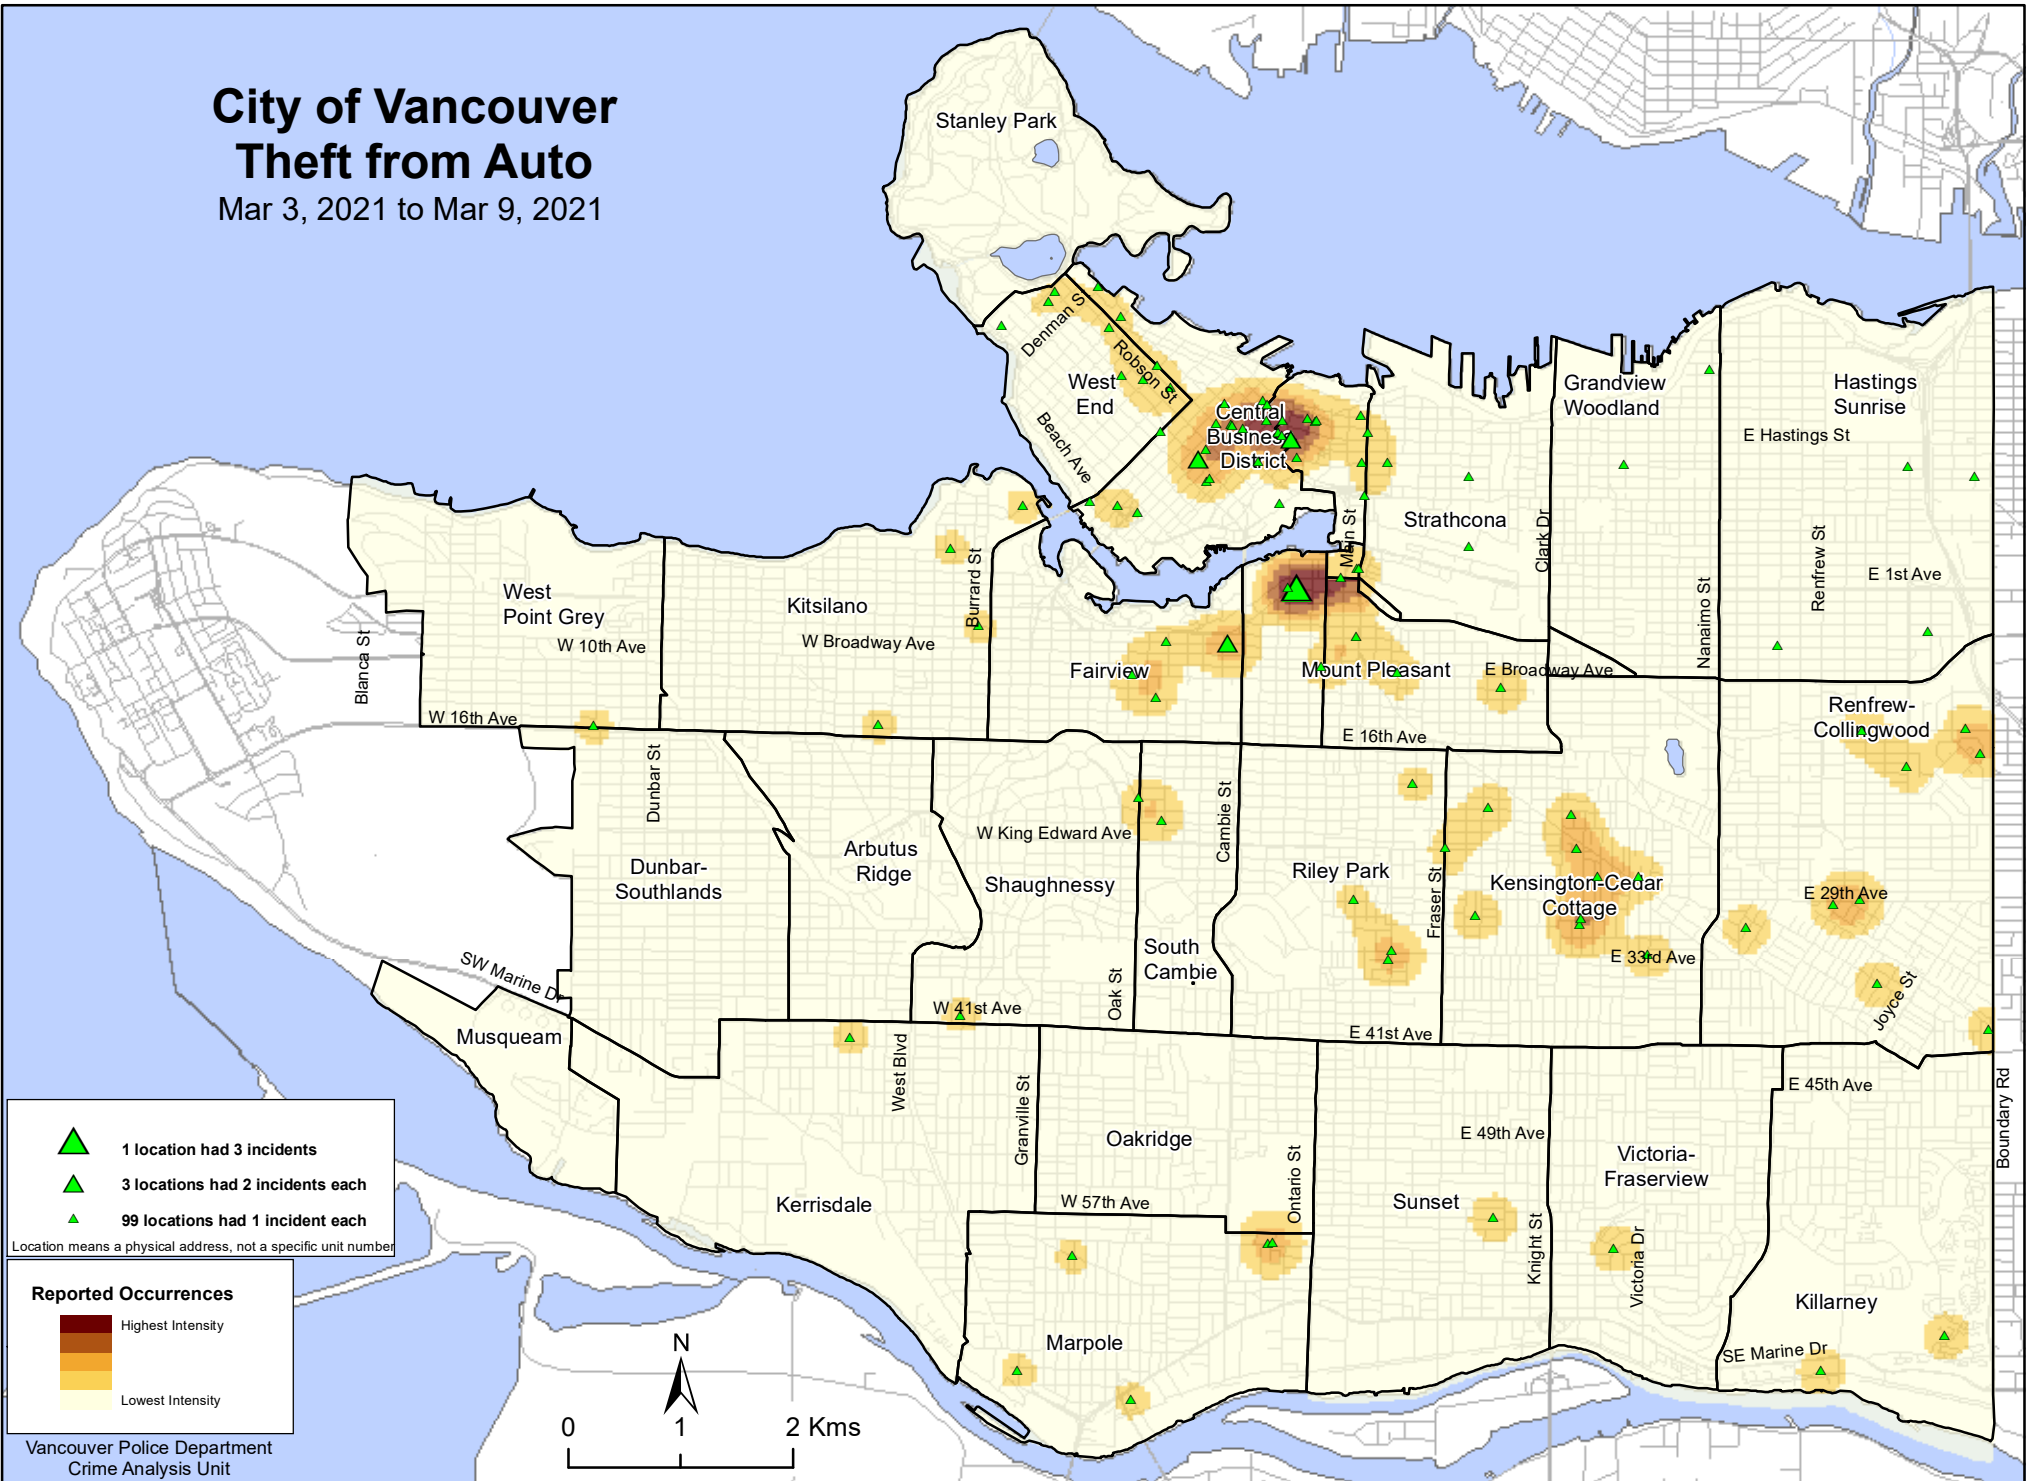 City of Vancouver
Theft from Auto
Mar 3, 2021 to Mar 9, 2021
Stanley Park
Denman S
Robson St
West
End
Beach Ave
Central
Busines
District
Grandview
Woodland
Hastings
Sunrise
E Hastings St
Strathcona
Main St
Clark Dr
Nanaimo St
Renfrew St
E 1st Ave
West
Point Grey
W 10th Ave
Blanca St
W 16th Ave
Kitsilano
W Broadway Ave
Burrard St
Fairview
Mount Pleasant
E Broadway Ave
E 16th Ave
Renfrew-
Collingwood
Dunbar St
Dunbar-
Southlands
Arbutus
Ridge
W King Edward Ave
Shaughnessy
Cambie St
South
Cambie
Oak St
Riley Park
Fraser St
Kensington-Cedar
Cottage
E 29th Ave
E 33rd Ave
Joyce St
SW Marine Dr
Musqueam
W 41st Ave
E 41st Ave
West Blvd
Granville St
E 45th Ave
Boundary Rd
Oakridge
E 49th Ave
Ontario St
Victoria-
Fraserview
Kerrisdale
W 57th Ave
Sunset
Knight St
Victoria Dr
Killarney
Marpole
SE Marine Dr
1 location had 3 incidents
3 locations had 2 incidents each
99 locations had 1 incident each
Location means a physical address, not a specific unit number
Reported Occurrences
Highest Intensity
Lowest Intensity
Vancouver Police Department
Crime Analysis Unit
N
0 1 2 Kms